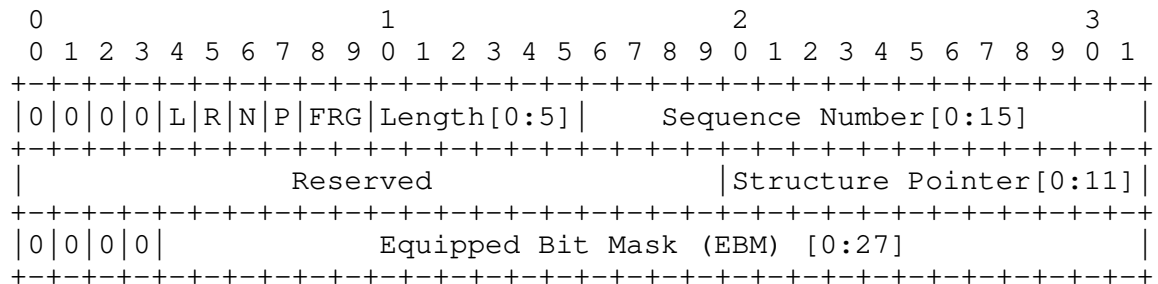 0                   1                   2                   3
 0 1 2 3 4 5 6 7 8 9 0 1 2 3 4 5 6 7 8 9 0 1 2 3 4 5 6 7 8 9 0 1
+-+-+-+-+-+-+-+-+-+-+-+-+-+-+-+-+-+-+-+-+-+-+-+-+-+-+-+-+-+-+-+-+
|0|0|0|0|L|R|N|P|FRG|Length[0:5]|    Sequence Number[0:15]      |
+-+-+-+-+-+-+-+-+-+-+-+-+-+-+-+-+-+-+-+-+-+-+-+-+-+-+-+-+-+-+-+-+
|               Reserved                |Structure Pointer[0:11]|
+-+-+-+-+-+-+-+-+-+-+-+-+-+-+-+-+-+-+-+-+-+-+-+-+-+-+-+-+-+-+-+-+
|0|0|0|0|            Equipped Bit Mask (EBM) [0:27]             |
+-+-+-+-+-+-+-+-+-+-+-+-+-+-+-+-+-+-+-+-+-+-+-+-+-+-+-+-+-+-+-+-+